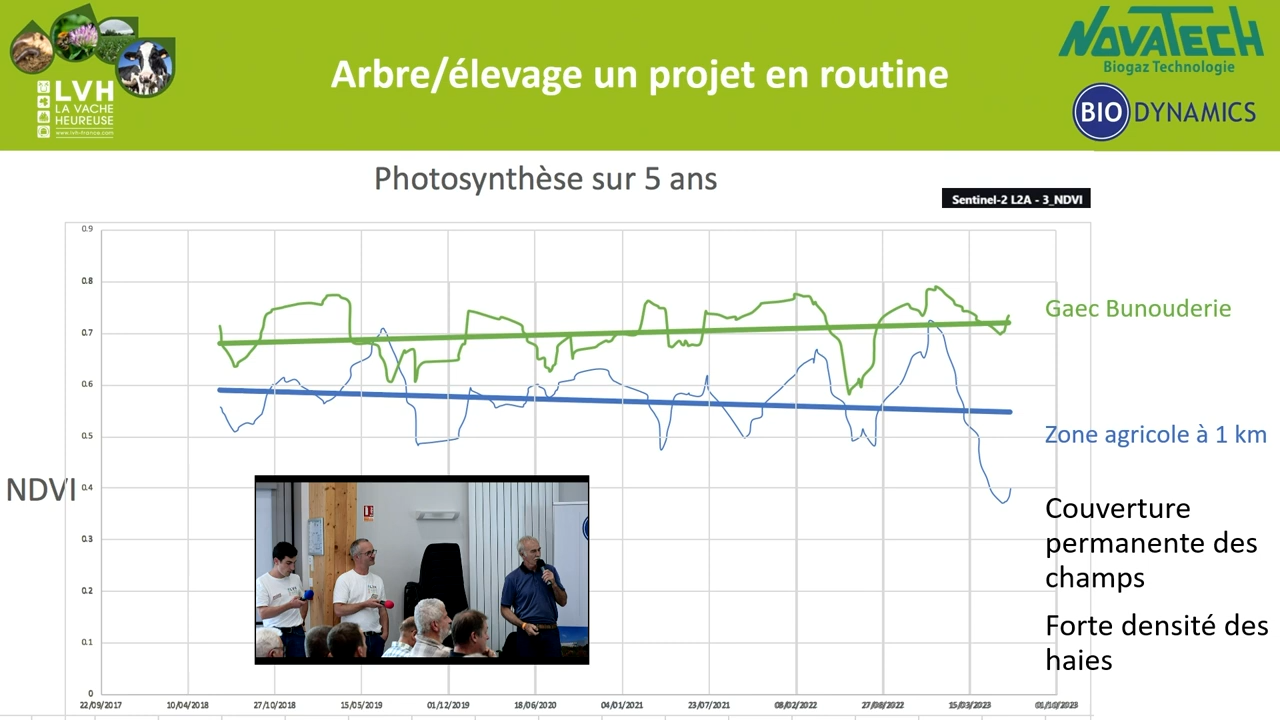 LVH
LA VACHE
HEUREUSE
www.lvh-france.com
Arbre/élevage un projet en routine
NOVATECH
Biogaz Technologie
BIO DYNAMICS
Photosynthèse sur 5 ans
Sentinel-2 L2A - 3_NDVI
0.9
0.8
0.7
0.6
0.5
0.4
0.3
0.2
0.1
0
NDVI
Gaec Bunouderie
Zone agricole à 1 km
Couverture
permanente des
champs
Forte densité des
haies
22/09/2017 10/04/2018 27/10/2018 15/05/2019 01/12/2019 18/06/2020 04/01/2021 23/07/2021 08/02/2022 27/08/2022 15/03/2023 01/10/2023